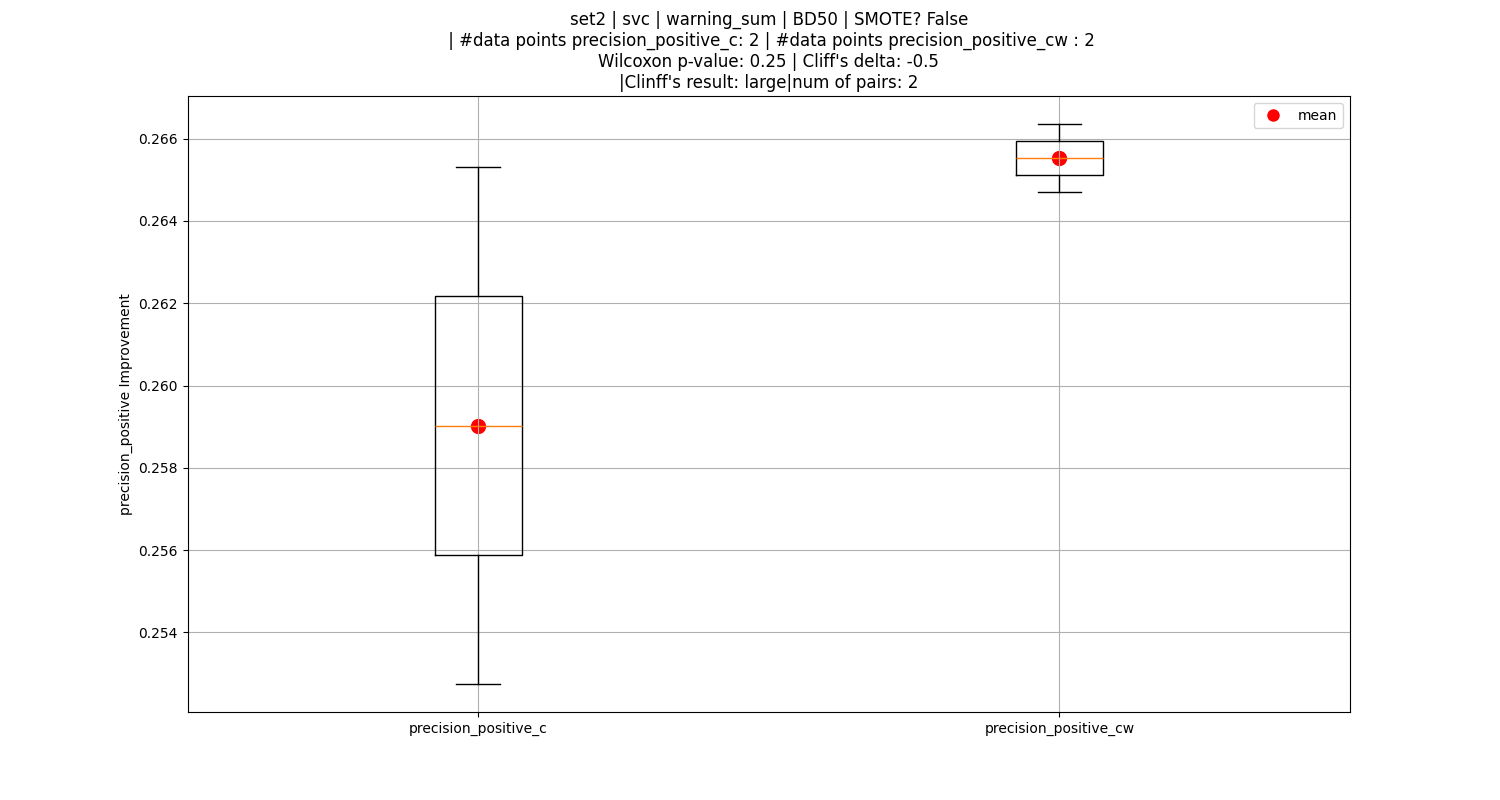 set2 | svc | warning_sum | BD50 | SMOTE? False
| #data points precision_positive_c: 2 | #data points precision_positive_cw : 2
Wilcoxon p-value: 0.25 | Cliff's delta: -0.5
|Clinff's result: large|num of pairs: 2
mean
0.266
0.264
0.262
0.260
0.258
0.256
0.254
precision_positive Improvement
precision_positive_c
precision_positive_cw